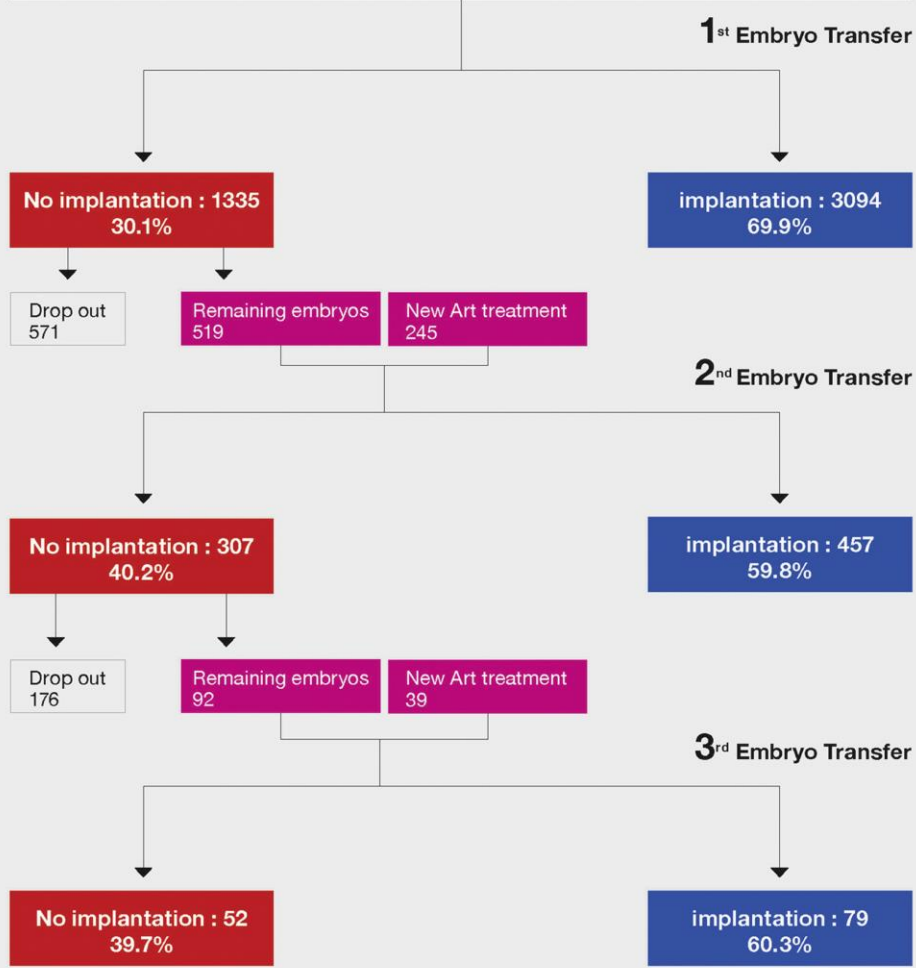 1st Embryo Transfer
No implantation : 1335
30.1%
implantation : 3094
69.9%
Drop out
571
Remaining embryos
519
New Art treatment
245
2nd Embryo Transfer
No implantation : 307
40.2%
implantation : 457
59.8%
Drop out
176
Remaining embryos
92
New Art treatment
39
3rd Embryo Transfer
No implantation : 52
39.7%
implantation : 79
60.3%